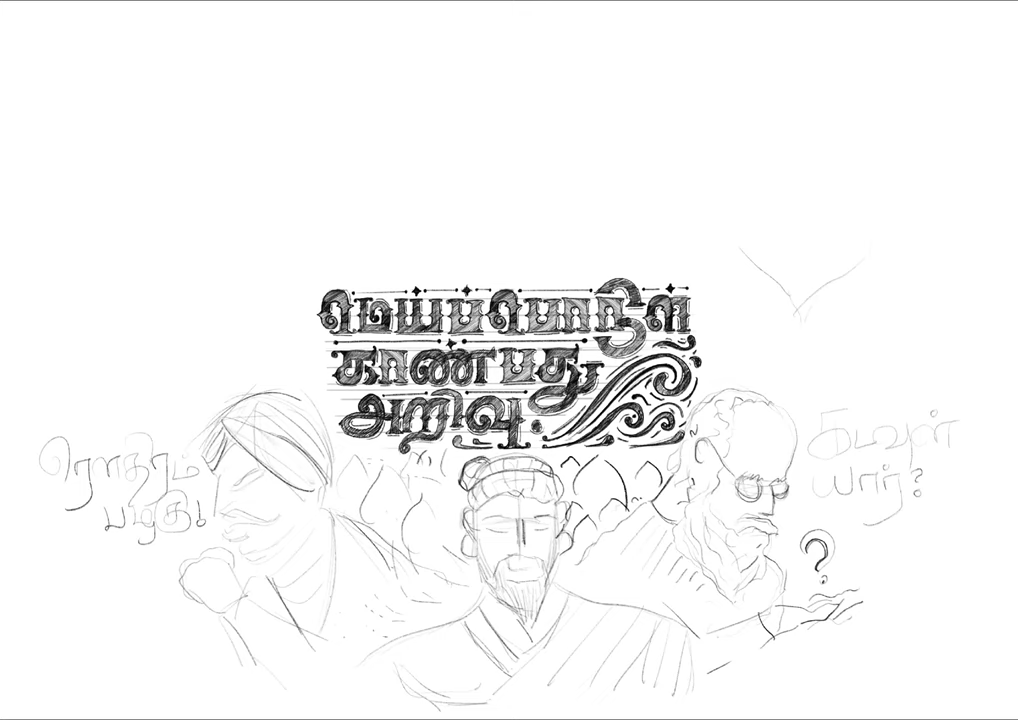 மெய்ப்பொருள்
காண்பது
அறிவு.
ரௌதிரம்
பழகு!
கடவுள்
யார்?
?